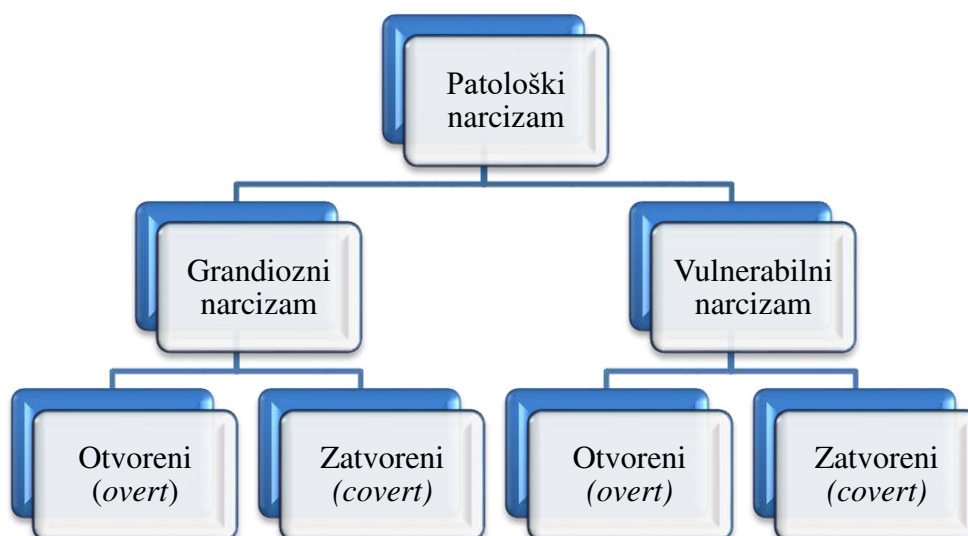 Patološki
narcizam
Grandiozni
narcizam
Vulnerabilni
narcizam
Otvoreni
(overt)
Zatvoreni
(covert)
Otvoreni
(overt)
Zatvoreni
(covert)